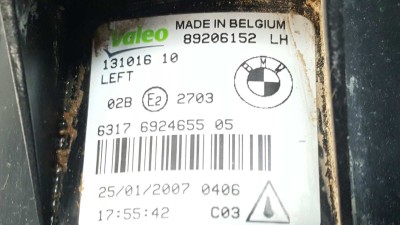 Valeo
MADE IN BELGIUM
89206152 LH
131016 10
LEFT
02B E2 2703
6317 6924655 05
25/01/2007 0406
17:55:42 C03